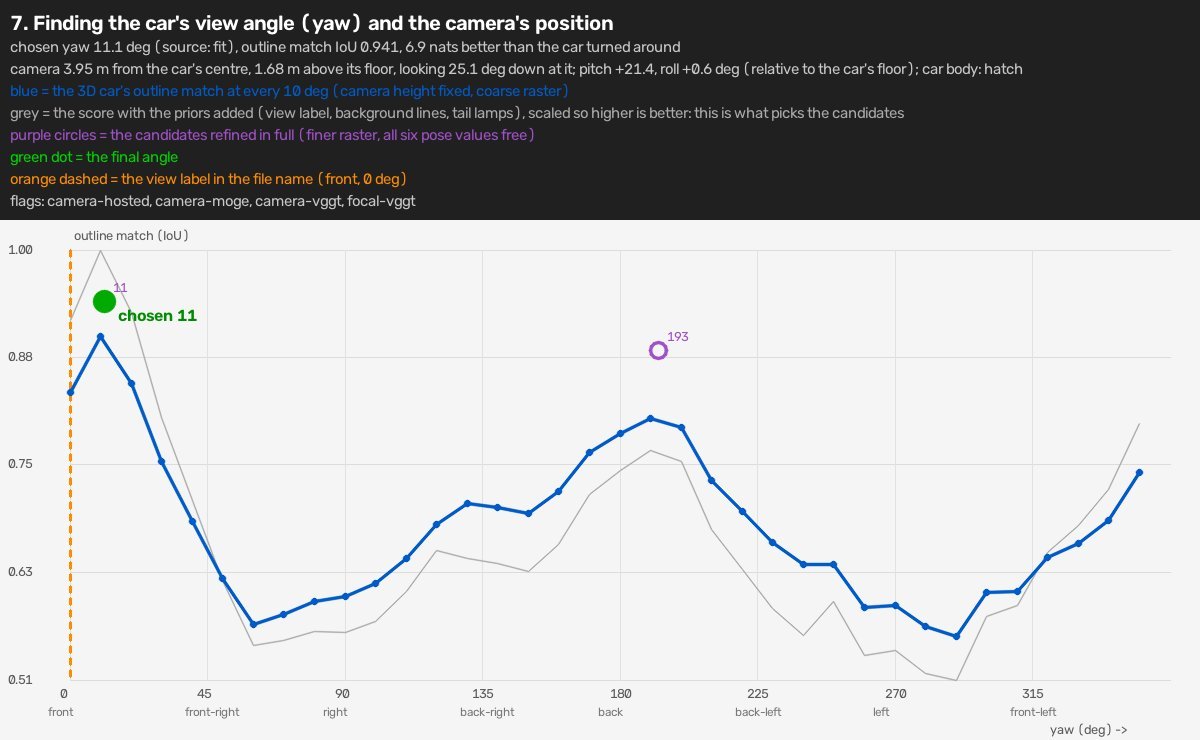 7. Finding the car's view angle (yaw) and the camera's position
chosen yaw 11.1 deg (source: fit), outline match IoU 0.941, 6.9 nats better than the car turned around
camera 3.95 m from the car's centre, 1.68 m above its floor, looking 25.1 deg down at it; pitch +21.4, roll +0.6 deg (relative to the car's floor); car body: hatch
blue = the 3D car's outline match at every 10 deg (camera height fixed, coarse raster)
grey = the score with the priors added (view label, background lines, tail lamps), scaled so higher is better: this is what picks the candidates
purple circles = the candidates refined in full (finer raster, all six pose values free)
green dot = the final angle
orange dashed = the view label in the file name (front, 0 deg)
flags: camera-hosted, camera-moge, camera-vggt, focal-vggt
outline match (IoU)
1.00
11
chosen 11
193
0.88
0.75
0.63
0.51
0 45 90 135 180 225 270 315
front front-right right back-right back back-left left front-left
yaw (deg) ->